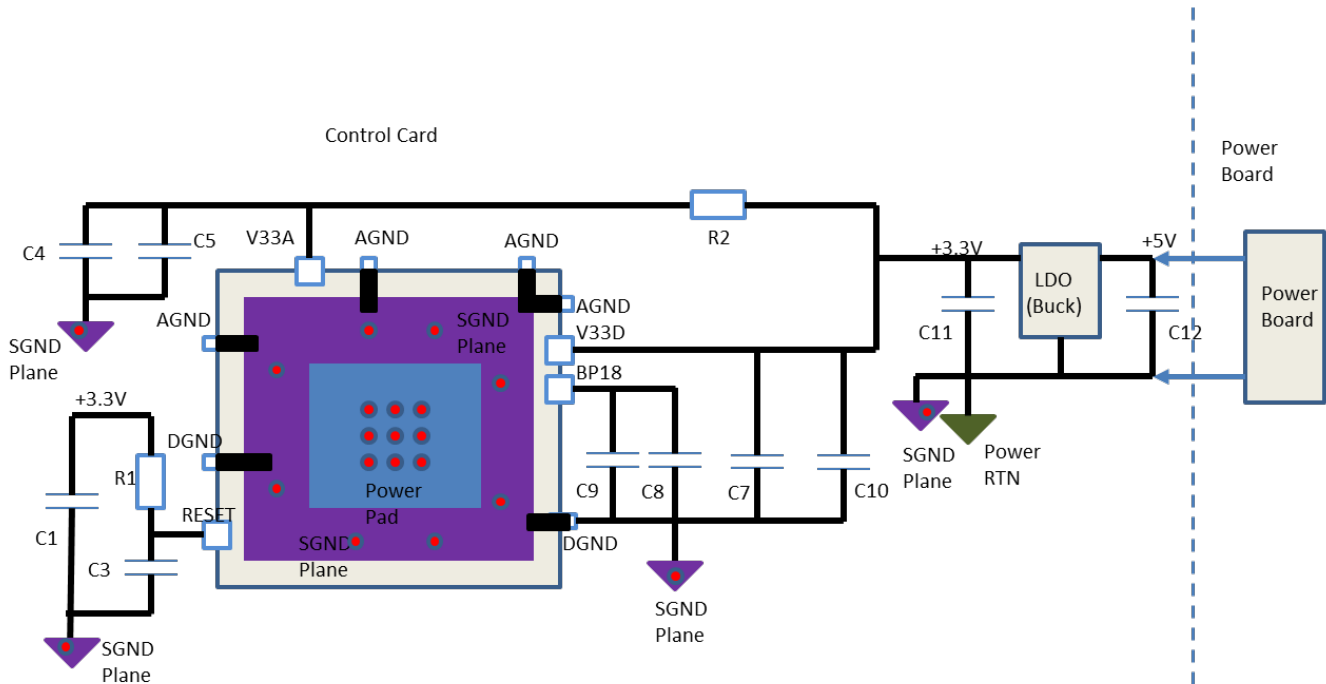 Control Card
Power
Board
C4
C5
V33A
AGND
AGND
R2
+3.3V
LDO
(Buck)
+5V
Power
Board
AGND
SGND
Plane
AGND
V33D
C11
C12
SGND
Plane
BP18
+3.3V
DGND
R1
SGND
Plane
Power
RTN
C9
C8
C7
C10
Power
Pad
RESET
C1
C3
SGND
Plane
DGND
SGND
Plane
SGND
Plane